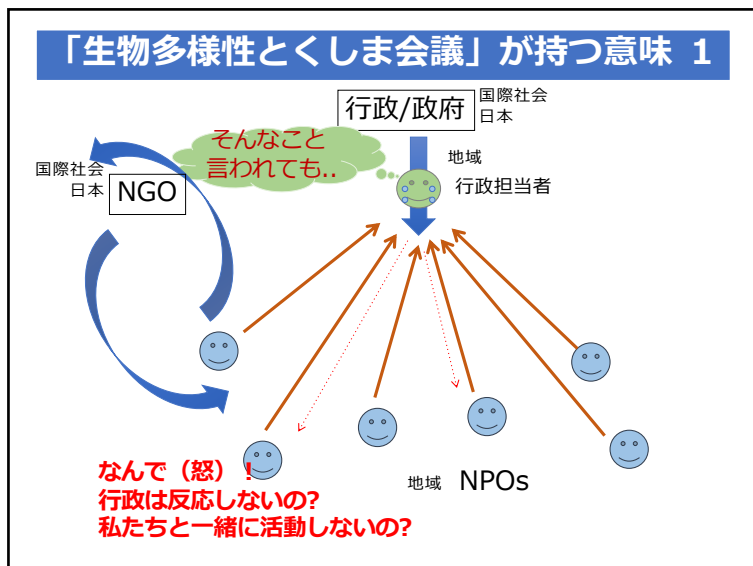 「生物多様性とくしま会議」が持つ意味 1
行政/政府
国際社会
日本
そんなこと
言われても..
地域
行政担当者
国際社会
日本
NGO
なんで（怒）！
行政は反応しないの?
私たちと一緒に活動しないの?
地域 NPOs